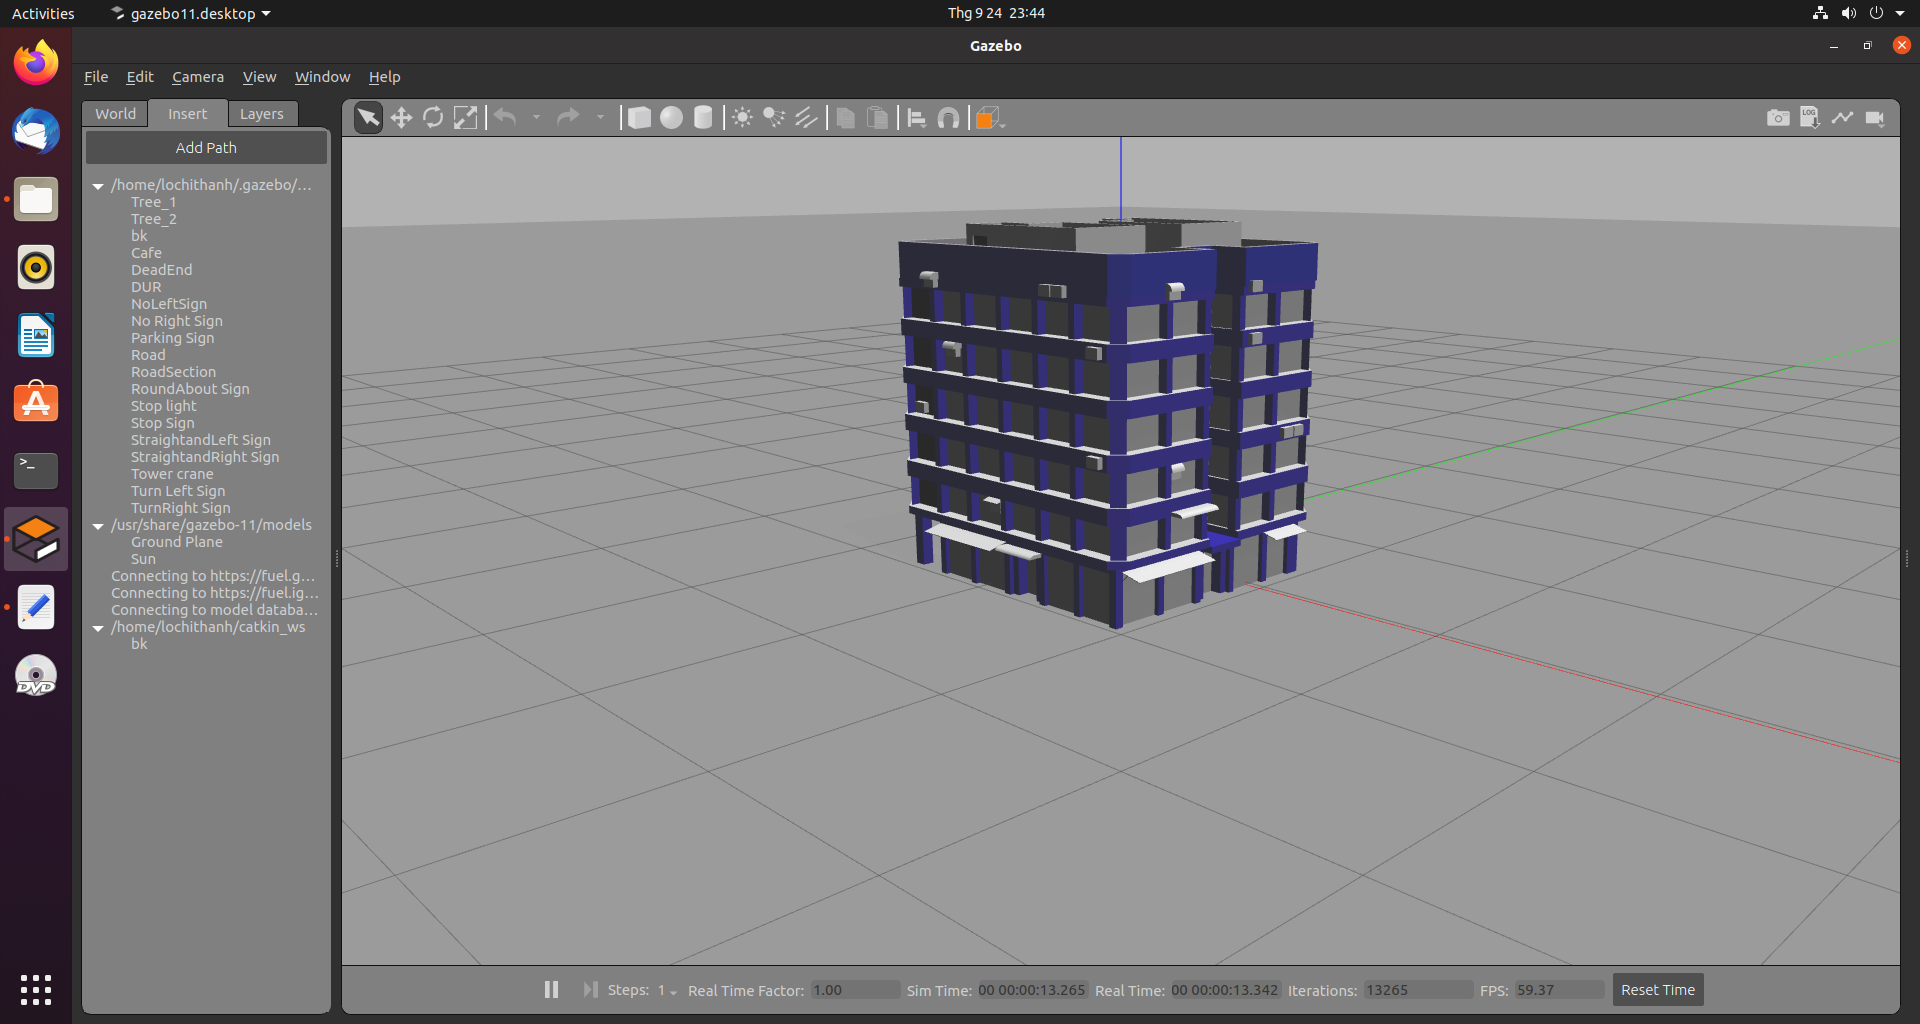 Activities
gazebo11.desktop
Thg 9 24 23:44
Gazebo
File Edit Camera View Window Help
World Insert Layers
Add Path
/home/lochithanh/.gazebo/...
Tree_1
Tree_2
bk
Cafe
DeadEnd
DUR
NoLeftSign
No Right Sign
Parking Sign
Road
RoadSection
RoundAbout Sign
Stop light
Stop Sign
StraightandLeft Sign
StraightandRight Sign
Tower crane
Turn Left Sign
TurnRight Sign
/usr/share/gazebo-11/models
Ground Plane
Sun
Connecting to https://fuel.g...
Connecting to https://fuel.ig...
Connecting to model databa...
/home/lochithanh/catkin_ws
bk
LOG
>_
DVD
Steps: 1 Real Time Factor: 1.00 Sim Time: 00 00:00:13.265 Real Time: 00 00:00:13.342 Iterations: 13265 FPS: 59.37 Reset Time